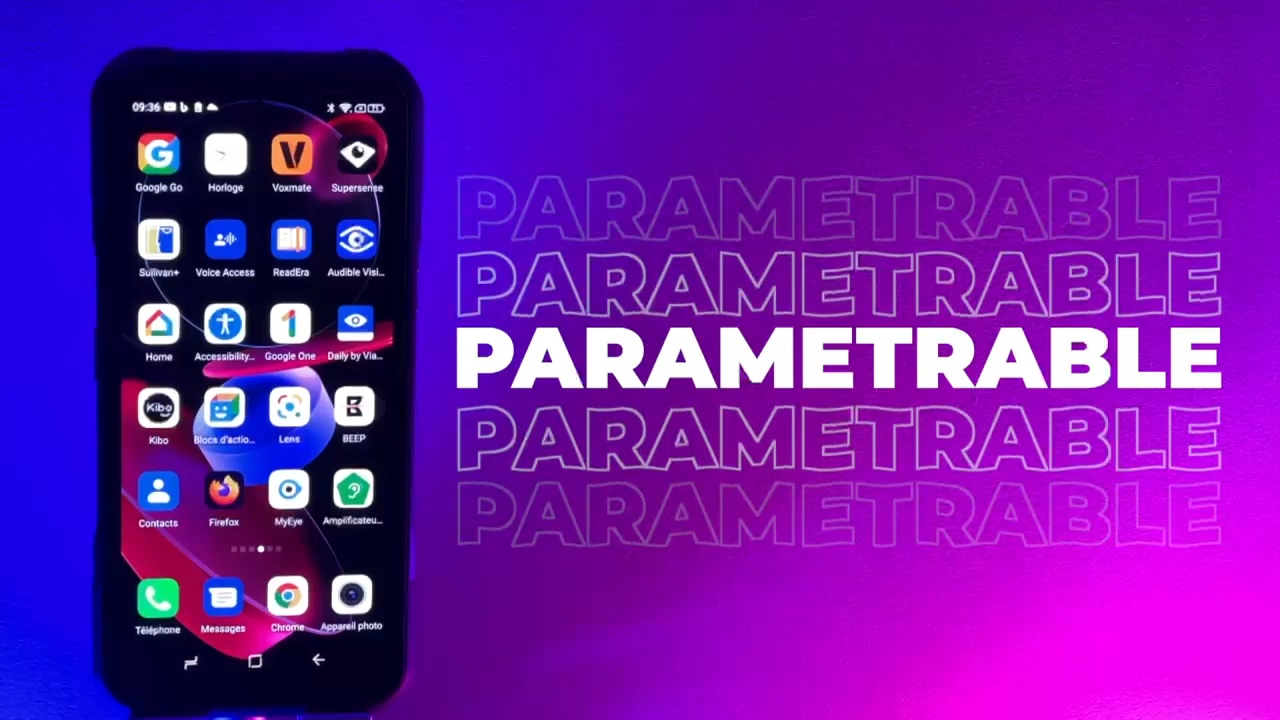 09:36
Google Go Horloge Voxmate Supersense
Sullivan+ Voice Access ReadEra Audible Visi...
Home Accessibility... Google One Daily by Via...
Kibo
Kibo Blocs d'actio... Lens BEEP
Contacts Firefox MyEye Amplificateu...
Téléphone Messages Chrome Appareil photo
PARAMETRABLE
PARAMETRABLE
PARAMETRABLE
PARAMETRABLE
PARAMETRABLE